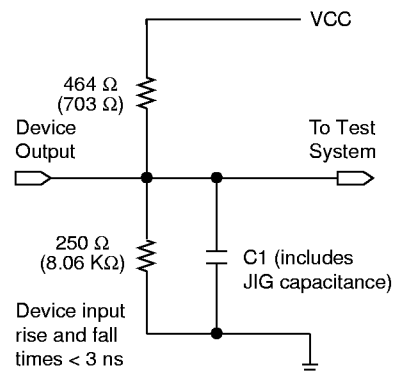 VCC
464 Ω
(703 Ω)
Device
Output
To Test
System
250 Ω
(8.06 KΩ)
C1 (includes
JIG capacitance)
Device input
rise and fall
times < 3 ns